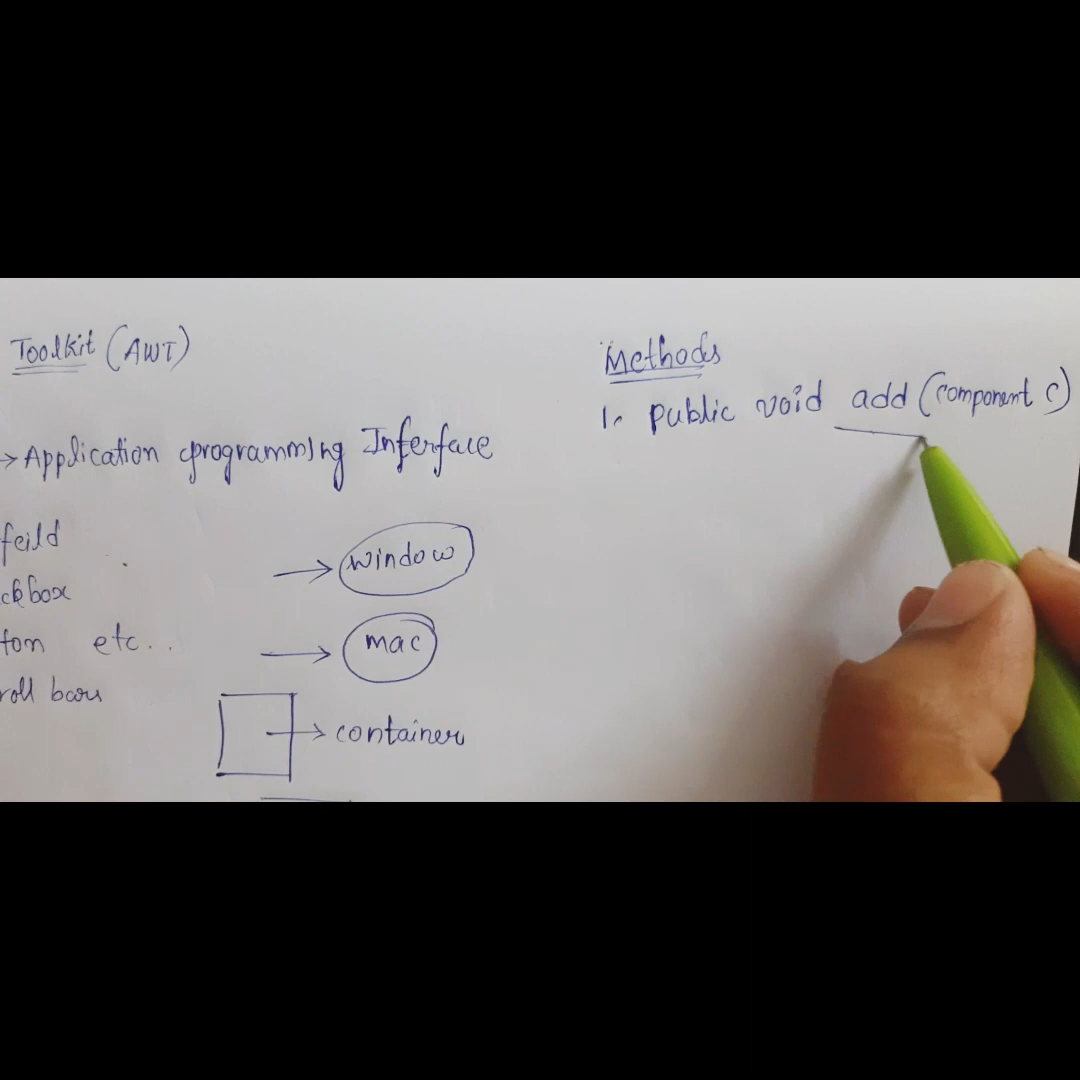 Toolkit (AWT)
→ Application programming Inferface
feild
ckbox
ton etc...
roll bars
→ window
→ mac
→ container
Methods
1. public void add (component c)